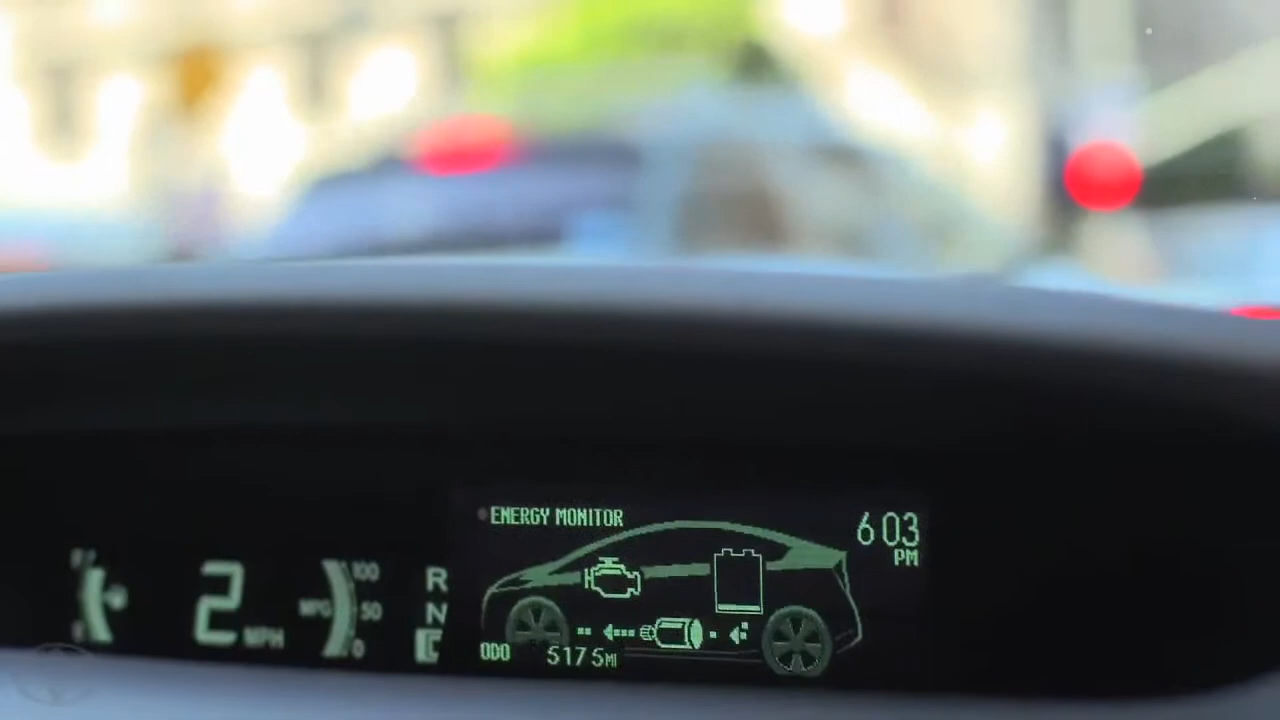 ENERGY MONITOR
6 03
PM
F
2
MPH
MPG
100
50
0
R
N
ODO 5175MI